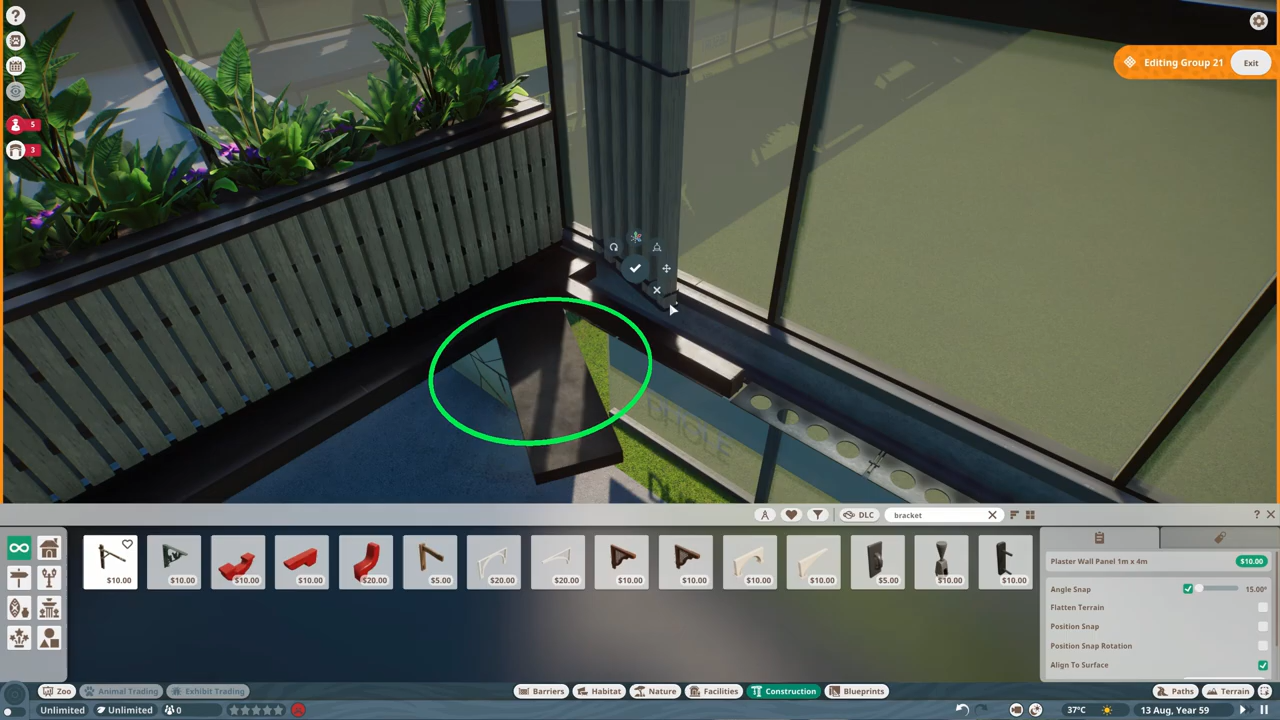 ?
Editing Group 21
Exit
5
3
DHOLE
DLC
bracket
?
$10.00
$10.00
$10.00
$10.00
$20.00
$5.00
$20.00
$20.00
$10.00
$10.00
$10.00
$10.00
$5.00
$10.00
$10.00
Plaster Wall Panel 1m x 4m
$10.00
Angle Snap
15.00°
Flatten Terrain
Position Snap
Position Snap Rotation
Align To Surface
Zoo
Animal Trading
Exhibit Trading
Barriers
Habitat
Nature
Facilities
Construction
Blueprints
Paths
Terrain
Unlimited
Unlimited
0
37°C
13 Aug, Year 59